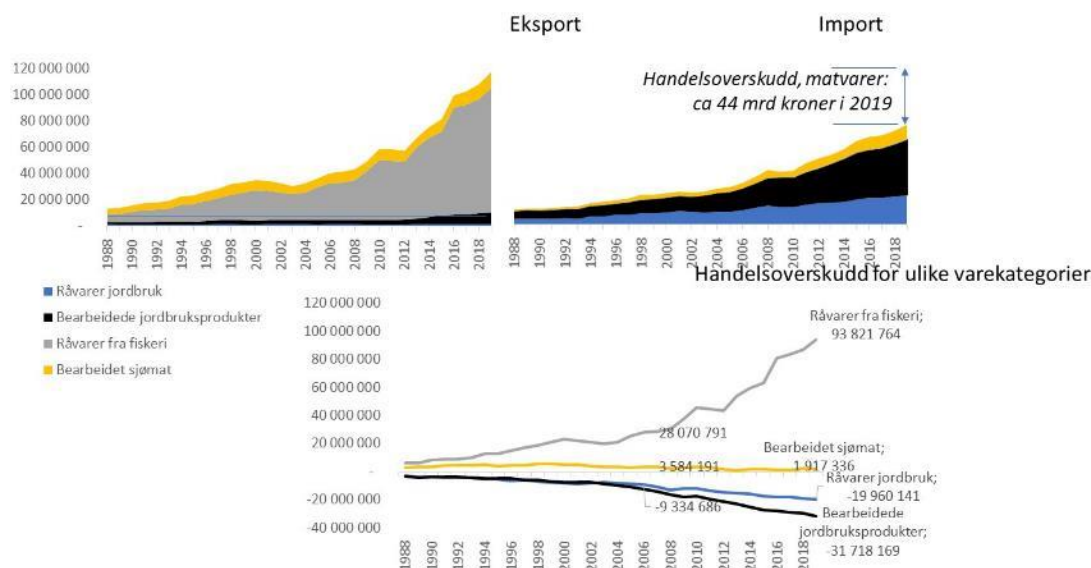 Eksport
Import
120 000 000
100 000 000
80 000 000
60 000 000
40 000 000
20 000 000
-
1988 1990 1992 1994 1996 1998 2000 2002 2004 2006 2008 2010 2012 2014 2016 2018
Handelsoverskudd, matvarer:
ca 44 mrd kroner i 2019
1988 1990 1992 1994 1996 1998 2000 2002 2004 2006 2008 2010 2012 2014 2016 2018
Råvarer jordbruk
Bearbeidede jordbruksprodukter
Råvarer fra fiskeri
Bearbeidet sjømat
Handelsoverskudd for ulike varekategorier
120 000 000
100 000 000
80 000 000
60 000 000
40 000 000
20 000 000
-
-20 000 000
-40 000 000
Råvarer fra fiskeri;
93 821 764
28 070 791
3 584 191
-9 334 686
Bearbeidet sjømat;
1 917 336
Råvarer jordbruk;
-19 960 141
Bearbeidede
jordbruksprodukter;
-31 718 169
1988 1990 1992 1994 1996 1998 2000 2002 2004 2006 2008 2010 2012 2014 2016 2018